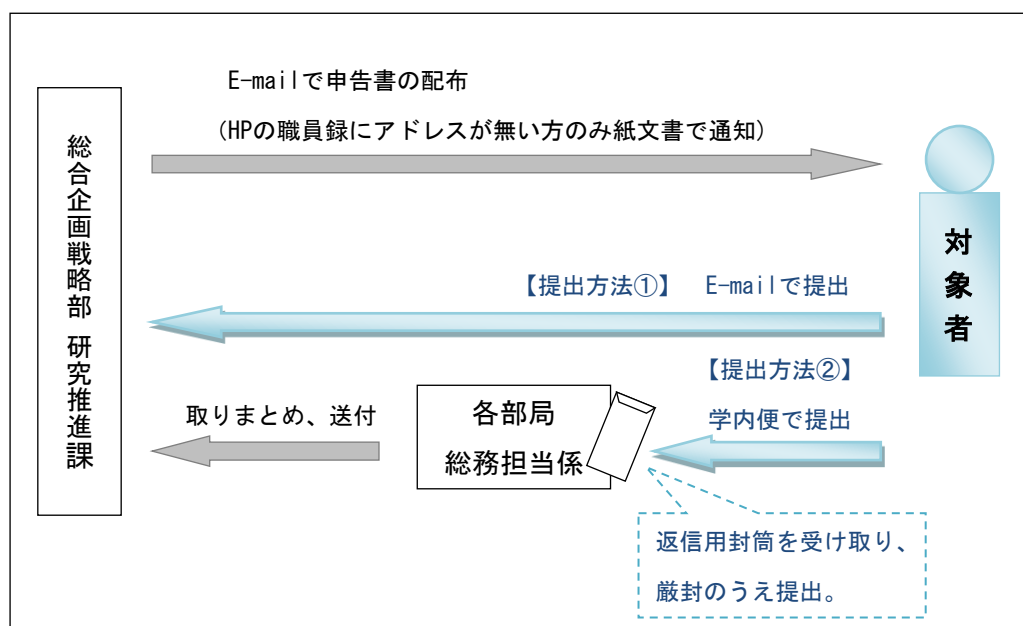 E-mailで申告書の配布
(HPの職員録にアドレスが無い方のみ紙文書で通知)
総合企画戦略部 研究推進課
対象者
【提出方法①】 E-mailで提出
【提出方法②】
学内便で提出
各部局
総務担当係
取りまとめ、送付
返信用封筒を受け取り、
厳封のうえ提出。